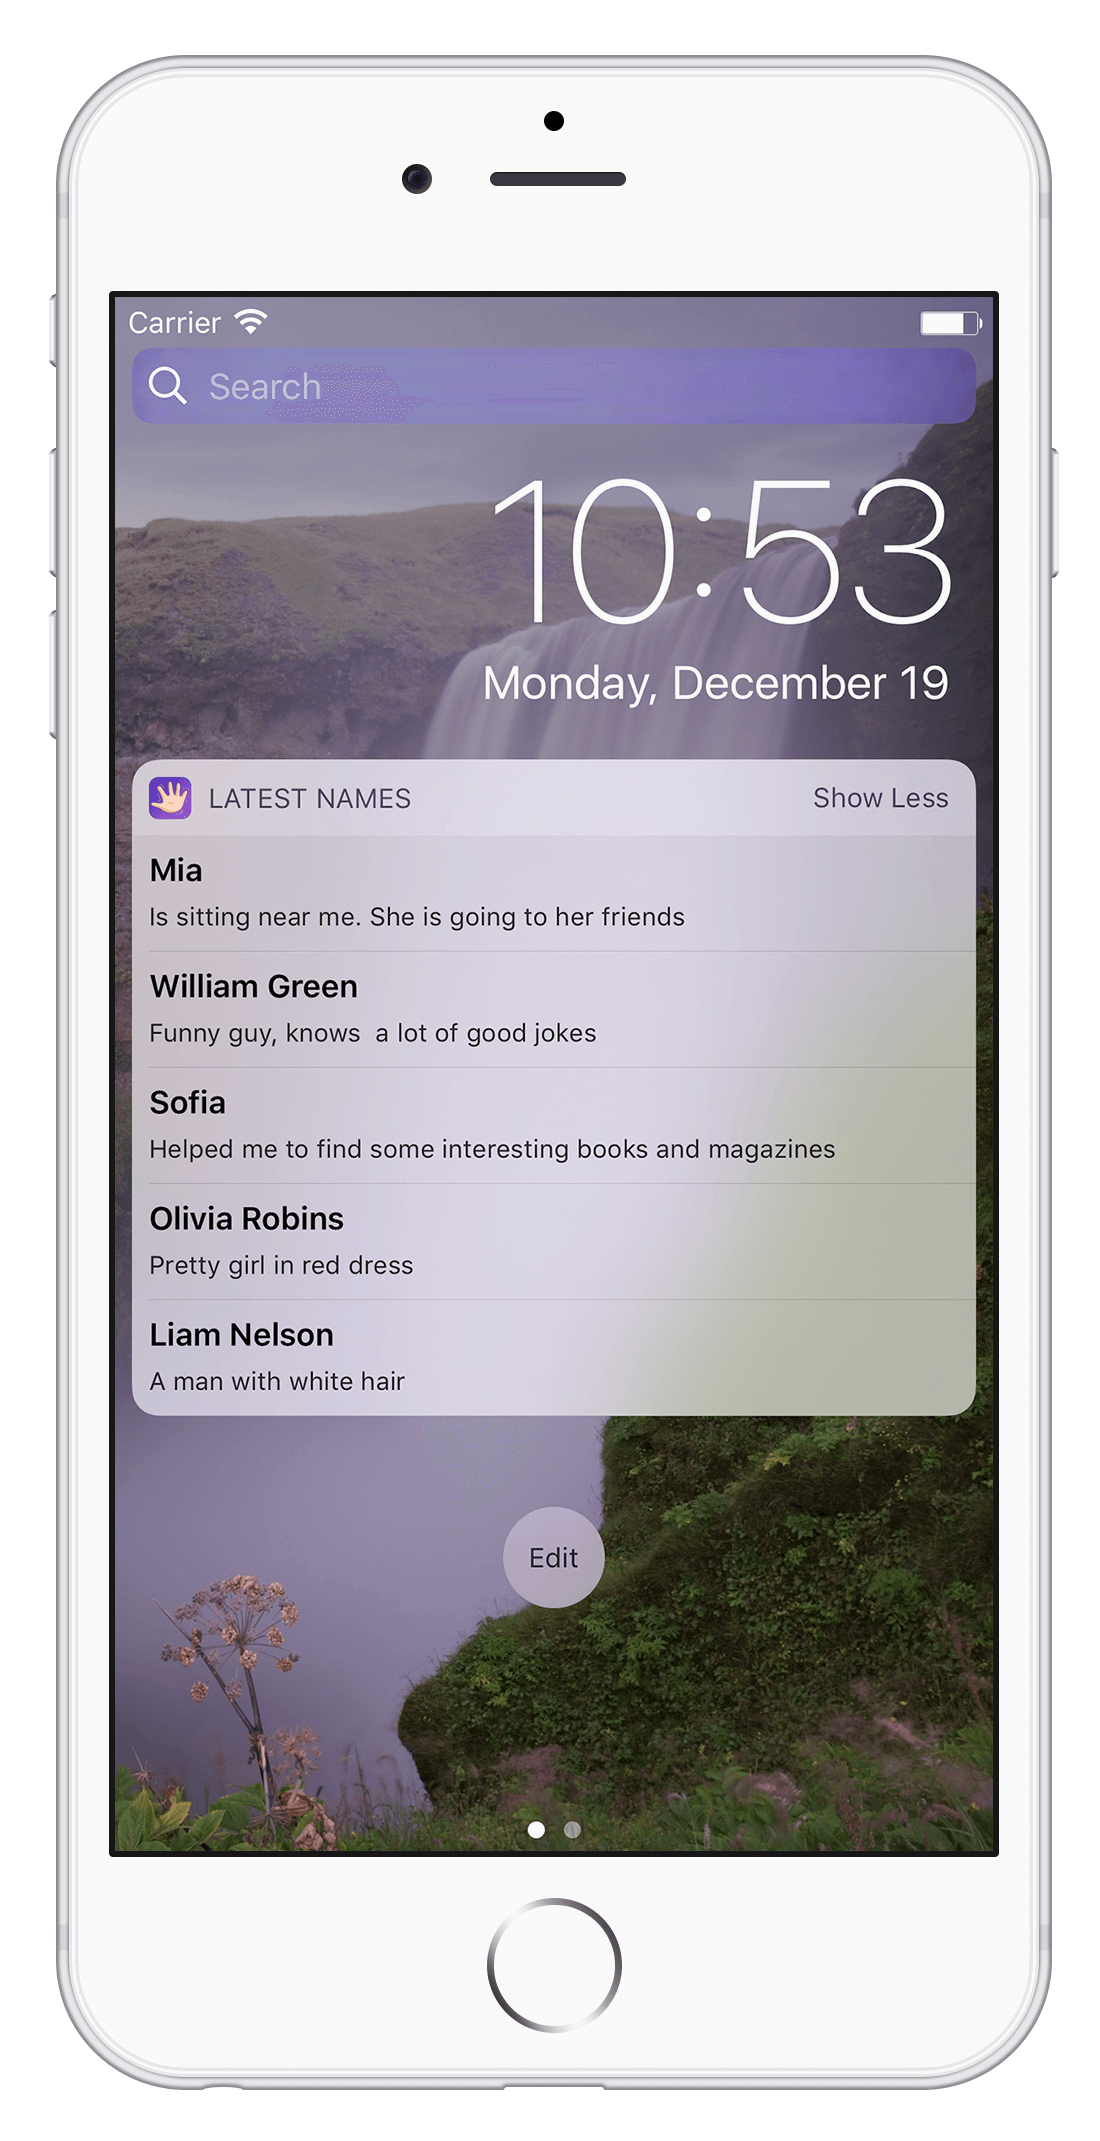 Carrier
Search
10:53
Monday, December 19
LATEST NAMES Show Less
Mia
Is sitting near me. She is going to her friends
William Green
Funny guy, knows  a lot of good jokes
Sofia
Helped me to find some interesting books and magazines
Olivia Robins
Pretty girl in red dress
Liam Nelson
A man with white hair
Edit